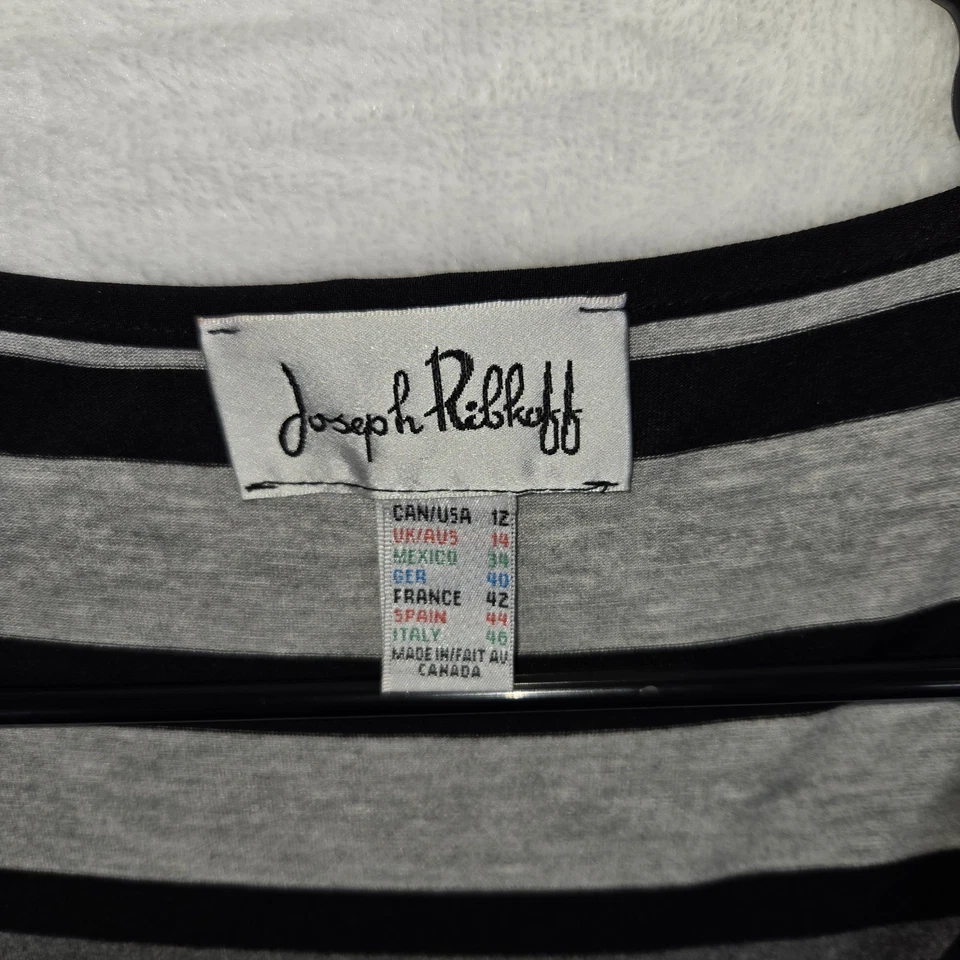 Joseph Ribkoff
CAN/USA 12
UK/AUS 14
MEXICO 34
GER 40
FRANCE 42
SPAIN 44
ITALY 46
MADE IN/FAIT AU
CANADA